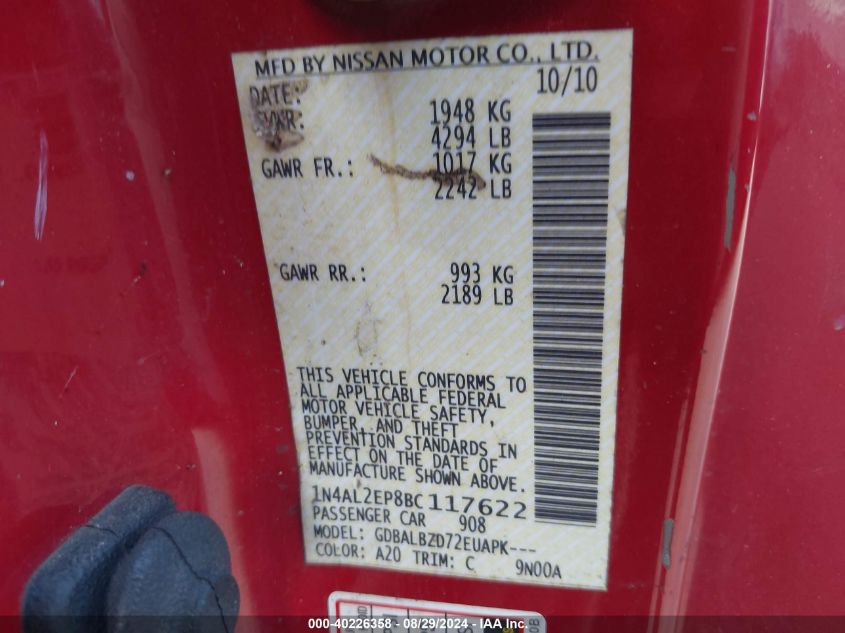 MFD BY NISSAN MOTOR CO., LTD.
DATE: 10/10
1948 KG
4294 LB
GAWR FR.: 1017 KG
2242 LB
GAWR RR.: 993 KG
2189 LB
THIS VEHICLE CONFORMS TO
ALL APPLICABLE FEDERAL
MOTOR VEHICLE SAFETY,
BUMPER, AND THEFT
PREVENTION STANDARDS IN
EFFECT ON THE DATE OF
MANUFACTURE SHOWN ABOVE.
1N4AL2EP8BC117622
PASSENGER CAR 908
MODEL: GDBALBZD72EUAPK---
COLOR: A20 TRIM: C 9N00A
000-40226358 - 08/29/2024 - IAAI.COM